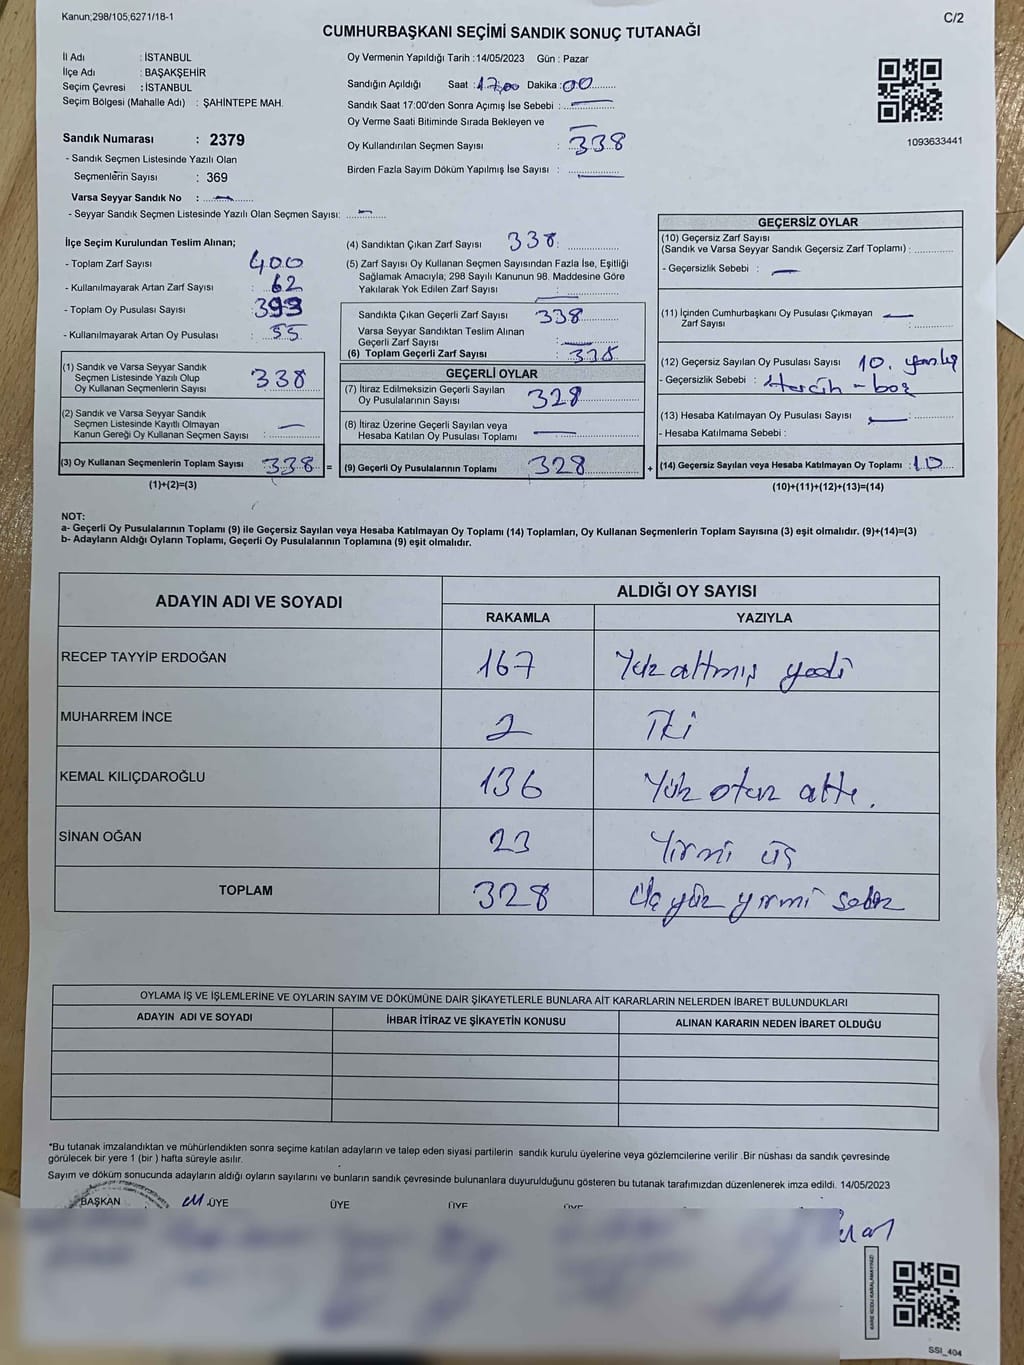 Kanun;298/105,6271/18-1
C/2
CUMHURBAŞKANI SEÇİMİ SANDIK SONUÇ TUTANAĞI
İl Adı : İSTANBUL
İlçe Adı : BAŞAKŞEHİR
Seçim Çevresi : İSTANBUL
Seçim Bölgesi (Mahalle Adı) : ŞAHİNTEPE MAH.
Oy Vermenin Yapıldığı Tarih : 14/05/2023 Gün : Pazar
Sandığın Açıldığı Saat : 17.00 Dakika : 00
Sandık Saat 17:00'den Sonra Açımış İse Sebebi : —
Oy Verme Saati Bitiminde Sırada Bekleyen ve
Oy Kullandırılan Seçmen Sayısı : 338
Birden Fazla Sayım Döküm Yapılmış İse Sayısı : —
1093633441
Sandık Numarası : 2379
- Sandık Seçmen Listesinde Yazılı Olan
Seçmenlerin Sayısı : 369
Varsa Seyyar Sandık No : —
- Seyyar Sandık Seçmen Listesinde Yazılı Olan Seçmen Sayısı: —
İlçe Seçim Kurulundan Teslim Alınan;
- Toplam Zarf Sayısı 400
- Kullanılmayarak Artan Zarf Sayısı : 62
- Toplam Oy Pusulası Sayısı : 393
- Kullanılmayarak Artan Oy Pusulası : 55
(1) Sandık ve Varsa Seyyar Sandık
Seçmen Listesinde Yazılı Olup
Oy Kullanan Seçmenlerin Sayısı 338
(2) Sandık ve Varsa Seyyar Sandık
Seçmen Listesinde Kayıtlı Olmayan
Kanun Gereği Oy Kullanan Seçmen Sayısı : —
(3) Oy Kullanan Seçmenlerin Toplam Sayısı 338 =
(1)+(2)=(3)
(4) Sandıktan Çıkan Zarf Sayısı 338
(5) Zarf Sayısı Oy Kullanan Seçmen Sayısından Fazla İse, Eşitliği
Sağlamak Amacıyla; 298 Sayılı Kanunun 98. Maddesine Göre
Yakılarak Yok Edilen Zarf Sayısı : —
Sandıkta Çıkan Geçerli Zarf Sayısı 338
Varsa Seyyar Sandıktan Teslim Alınan
Geçerli Zarf Sayısı : —
(6) Toplam Geçerli Zarf Sayısı : 338
GEÇERLİ OYLAR
(7) İtiraz Edilmeksizin Geçerli Sayılan
Oy Pusulalarının Sayısı 328
(8) İtiraz Üzerine Geçerli Sayılan veya
Hesaba Katılan Oy Pusulası Toplamı —
(9) Geçerli Oy Pusulalarının Toplamı 328 +
GEÇERSİZ OYLAR
(10) Geçersiz Zarf Sayısı
(Sandık ve Varsa Seyyar Sandık Geçersiz Zarf Toplamı) :
- Geçersizlik Sebebi : —
(11) İçinden Cumhurbaşkanı Oy Pusulası Çıkmayan
Zarf Sayısı : —
(12) Geçersiz Sayılan Oy Pusulası Sayısı 10. yanlış
- Geçersizlik Sebebi : tercih - boş
(13) Hesaba Katılmayan Oy Pusulası Sayısı —
- Hesaba Katılmama Sebebi :
(14) Geçersiz Sayılan veya Hesaba Katılmayan Oy Toplamı : 10
(10)+(11)+(12)+(13)=(14)
NOT:
a- Geçerli Oy Pusulalarının Toplamı (9) ile Geçersiz Sayılan veya Hesaba Katılmayan Oy Toplamı (14) Toplamları, Oy Kullanan Seçmenlerin Toplam Sayısına (3) eşit olmalıdır. (9)+(14)=(3)
b- Adayların Aldığı Oyların Toplamı, Geçerli Oy Pusulalarının Toplamına (9) eşit olmalıdır.
ADAYIN ADI VE SOYADI
ALDIĞI OY SAYISI
RAKAMLA YAZIYLA
RECEP TAYYİP ERDOĞAN 167 Yüz altmış yedi
MUHARREM İNCE 2 İki
KEMAL KILIÇDAROĞLU 136 Yüz otuz altı.
SİNAN OĞAN 23 Yirmi üç
TOPLAM 328 Üç yüz yirmi sekiz
OYLAMA İŞ VE İŞLEMLERİNE VE OYLARIN SAYIM VE DÖKÜMÜNE DAİR ŞİKAYETLERLE BUNLARA AİT KARARLARIN NELERDEN İBARET BULUNDUKLARI
ADAYIN ADI VE SOYADI İHBAR İTİRAZ VE ŞİKAYETİN KONUSU ALINAN KARARIN NEDEN İBARET OLDUĞU
*Bu tutanak imzalandıktan ve mühürlendikten sonra seçime katılan adayların ve talep eden siyasi partilerin sandık kurulu üyelerine veya gözlemcilerine verilir .Bir nüshası da sandık çevresinde
görülecek bir yere 1 (bir ) hafta süreyle asılır.
Sayım ve döküm sonucunda adayların aldığı oyların sayılarını ve bunların sandık çevresinde bulunanlara duyurulduğunu gösteren bu tutanak tarafımızdan düzenlenerek imza edildi. 14/05/2023
BAŞKAN ÜYE ÜYE ÜYE ÜYE
SSI_404